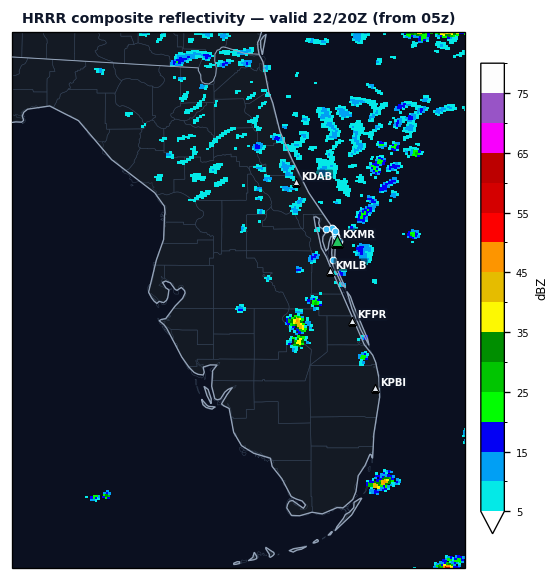 HRRR composite reflectivity — valid 22/20Z (from 05z)
KDAB
KXMR
KMLB
KFPR
KPBI
75
65
55
45
35
25
15
5
dBZ